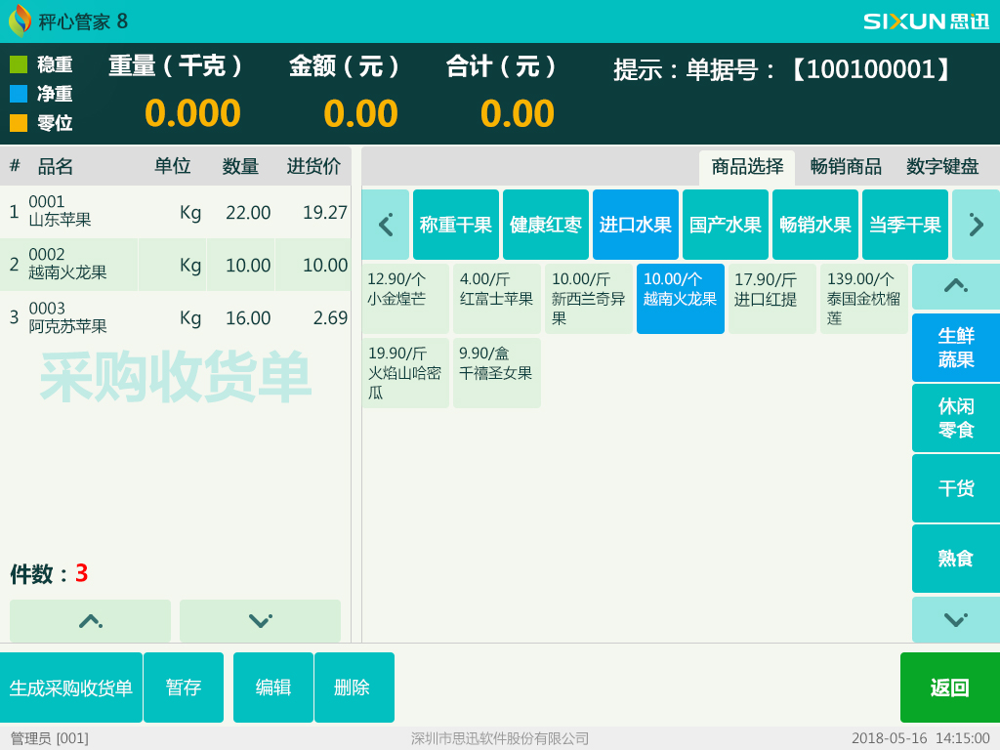 秤心管家 8
SIXUN思迅
稳重
净重
零位
重量（千克）
0.000
金额（元）
0.00
合计（元）
0.00
提示：单据号：【100100001】
# 品名 单位 数量 进货价
1 0001 山东苹果 Kg 22.00 19.27
2 0002 越南火龙果 Kg 10.00 10.00
3 0003 阿克苏苹果 Kg 16.00 2.69
采购收货单
件数：3
商品选择 畅销商品 数字键盘
称重干果 健康红枣 进口水果 国产水果 畅销水果 当季干果
12.90/个
小金煌芒
4.00/斤
红富士苹果
10.00/斤
新西兰奇异
果
10.00/个
越南火龙果
17.90/斤
进口红提
139.00/个
泰国金枕榴
莲
19.90/斤
火焰山哈密
瓜
9.90/盒
千禧圣女果
生鲜
蔬果
休闲
零食
干货
熟食
生成采购收货单 暂存 编辑 删除 返回
管理员 [001] 深圳市思迅软件股份有限公司 2018-05-16 14:15:00